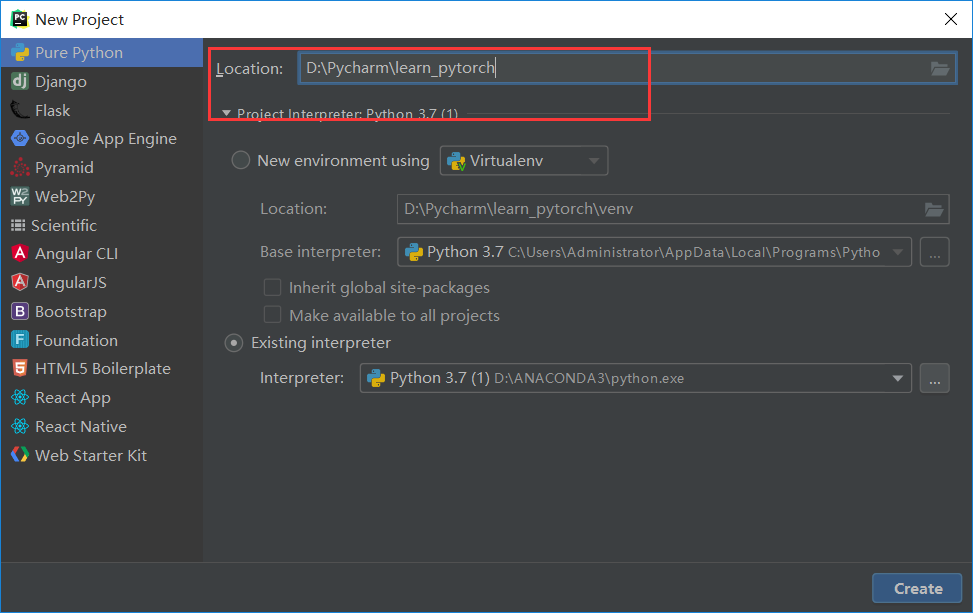 New Project
Pure Python
Django
Flask
Google App Engine
Pyramid
Web2Py
Scientific
Angular CLI
AngularJS
Bootstrap
Foundation
HTML5 Boilerplate
React App
React Native
Web Starter Kit
Location: D:\Pycharm\learn_pytorch
Project Interpreter: Python 3.7 (1)
New environment using Virtualenv
Location: D:\Pycharm\learn_pytorch\venv
Base interpreter: Python 3.7 C:\Users\Administrator\AppData\Local\Programs\Pytho ...
Inherit global site-packages
Make available to all projects
Existing interpreter
Interpreter: Python 3.7 (1) D:\ANACONDA3\python.exe ...
Create